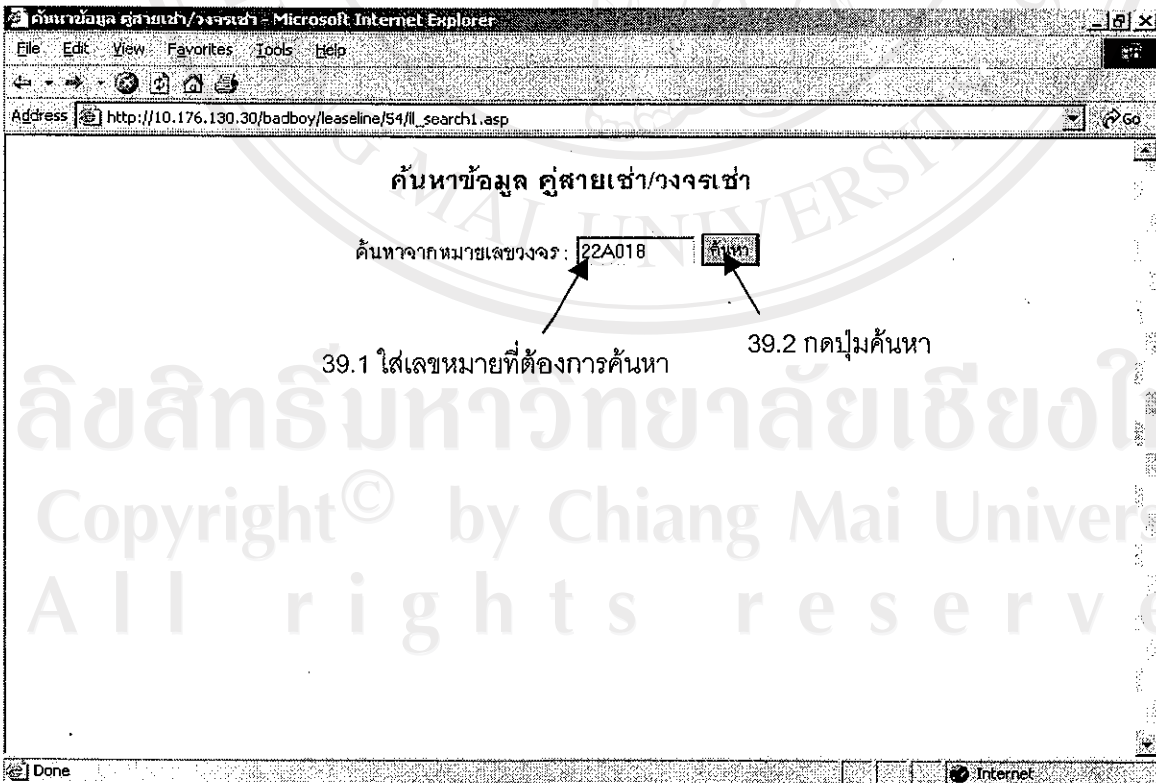 ค้นหาข้อมูล คู่สายเช่า/วงจรเช่า - Microsoft Internet Explorer
File Edit View Favorites Tools Help
Address http://10.176.130.30/badboy/leaseline/54/ll_search1.asp Go
ค้นหาข้อมูล คู่สายเช่า/วงจรเช่า
MAI UNIVERSIT
ค้นหาจากหมายเลขวงจร : 22A018 ค้นหา
39.1 ใส่เลขหมายที่ต้องการค้นหา
39.2 กดปุ่มค้นหา
ลิขสิทธิ์มหาวิทยาลัยเชียงให
Copyright© by Chiang Mai Univers
All rights reserve
Done Internet